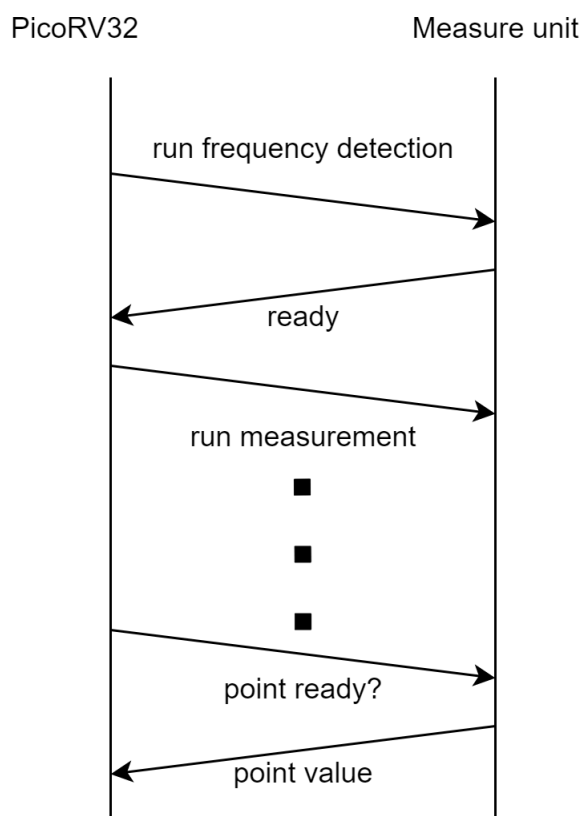 PicoRV32
Measure unit
run frequency detection
ready
run measurement
point ready?
point value